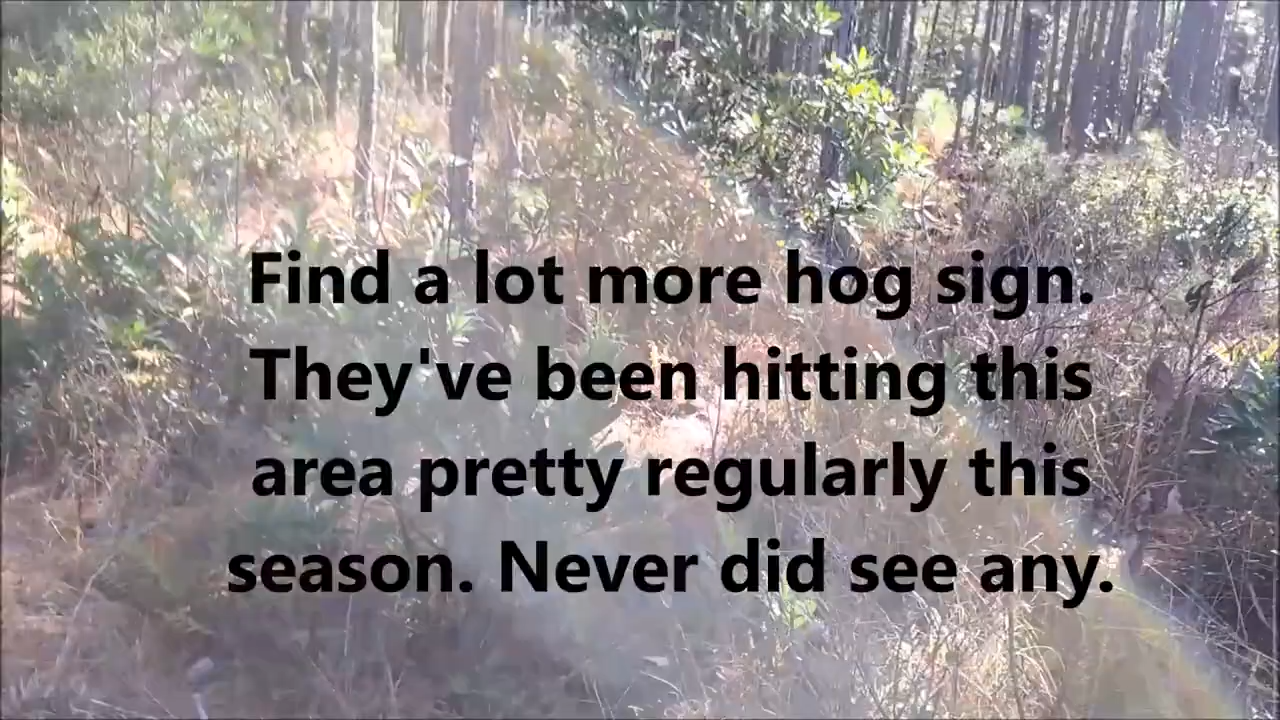 Find a lot more hog sign.
They've been hitting this
area pretty regularly this
season. Never did see any.